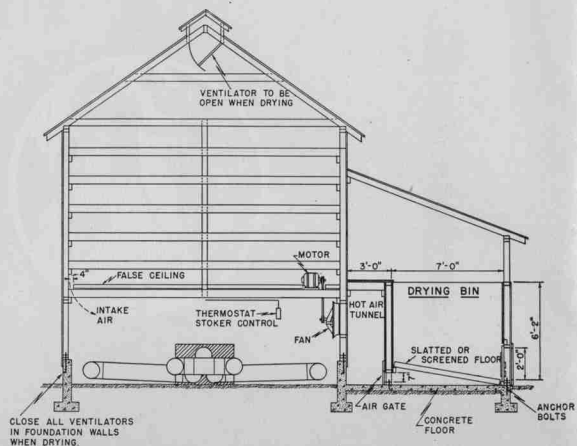 VENTILATOR TO BE
OPEN WHEN DRYING
4"
FALSE CEILING
MOTOR
3'-0"
7'-0"
INTAKE
AIR
THERMOSTAT
STOKER CONTROL
FAN
HOT AIR
TUNNEL
DRYING BIN
6'-2"
SLATTED OR
SCREENED FLOOR
2'-0"
7"
CLOSE ALL VENTILATORS
IN FOUNDATION WALLS
WHEN DRYING.
AIR GATE
CONCRETE
FLOOR
ANCHOR
BOLTS